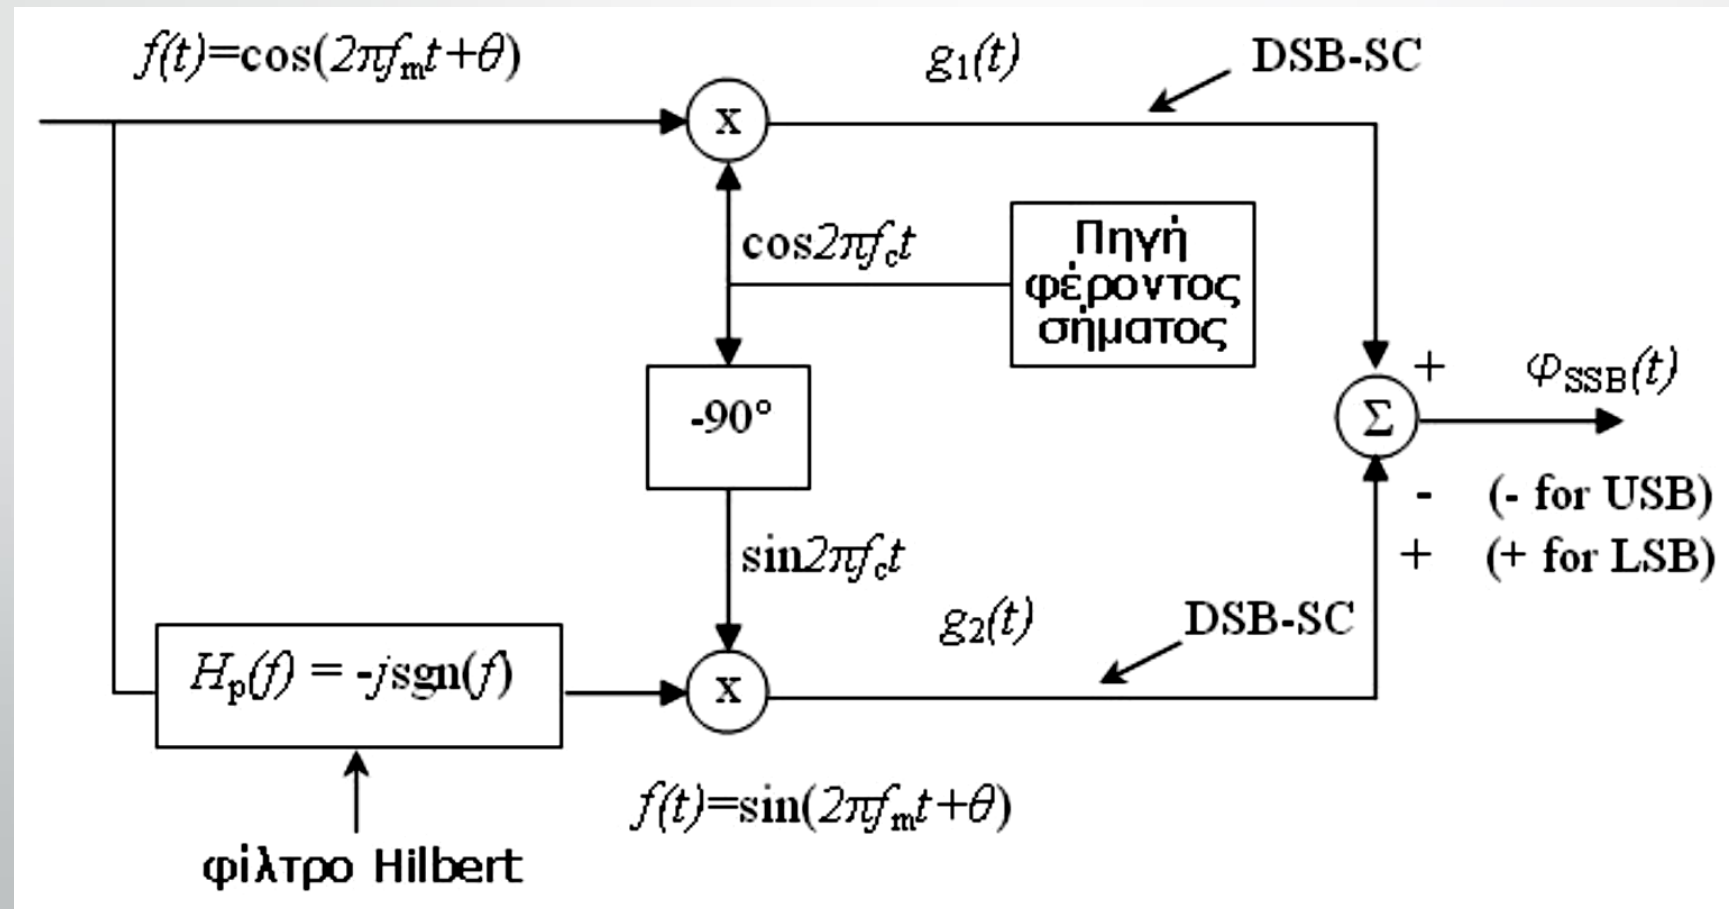 f(t)=cos(2πfmt+θ)
g1(t)
DSB-SC
x
cos2πfct
Πηγή
φέροντος
σήματος
-90°
+
φSSB(t)
Σ
- (- for USB)
+ (+ for LSB)
sin2πfct
g2(t)
DSB-SC
Hp(f) = -jsgn(f)
x
f(t)=sin(2πfmt+θ)
φίλτρο Hilbert